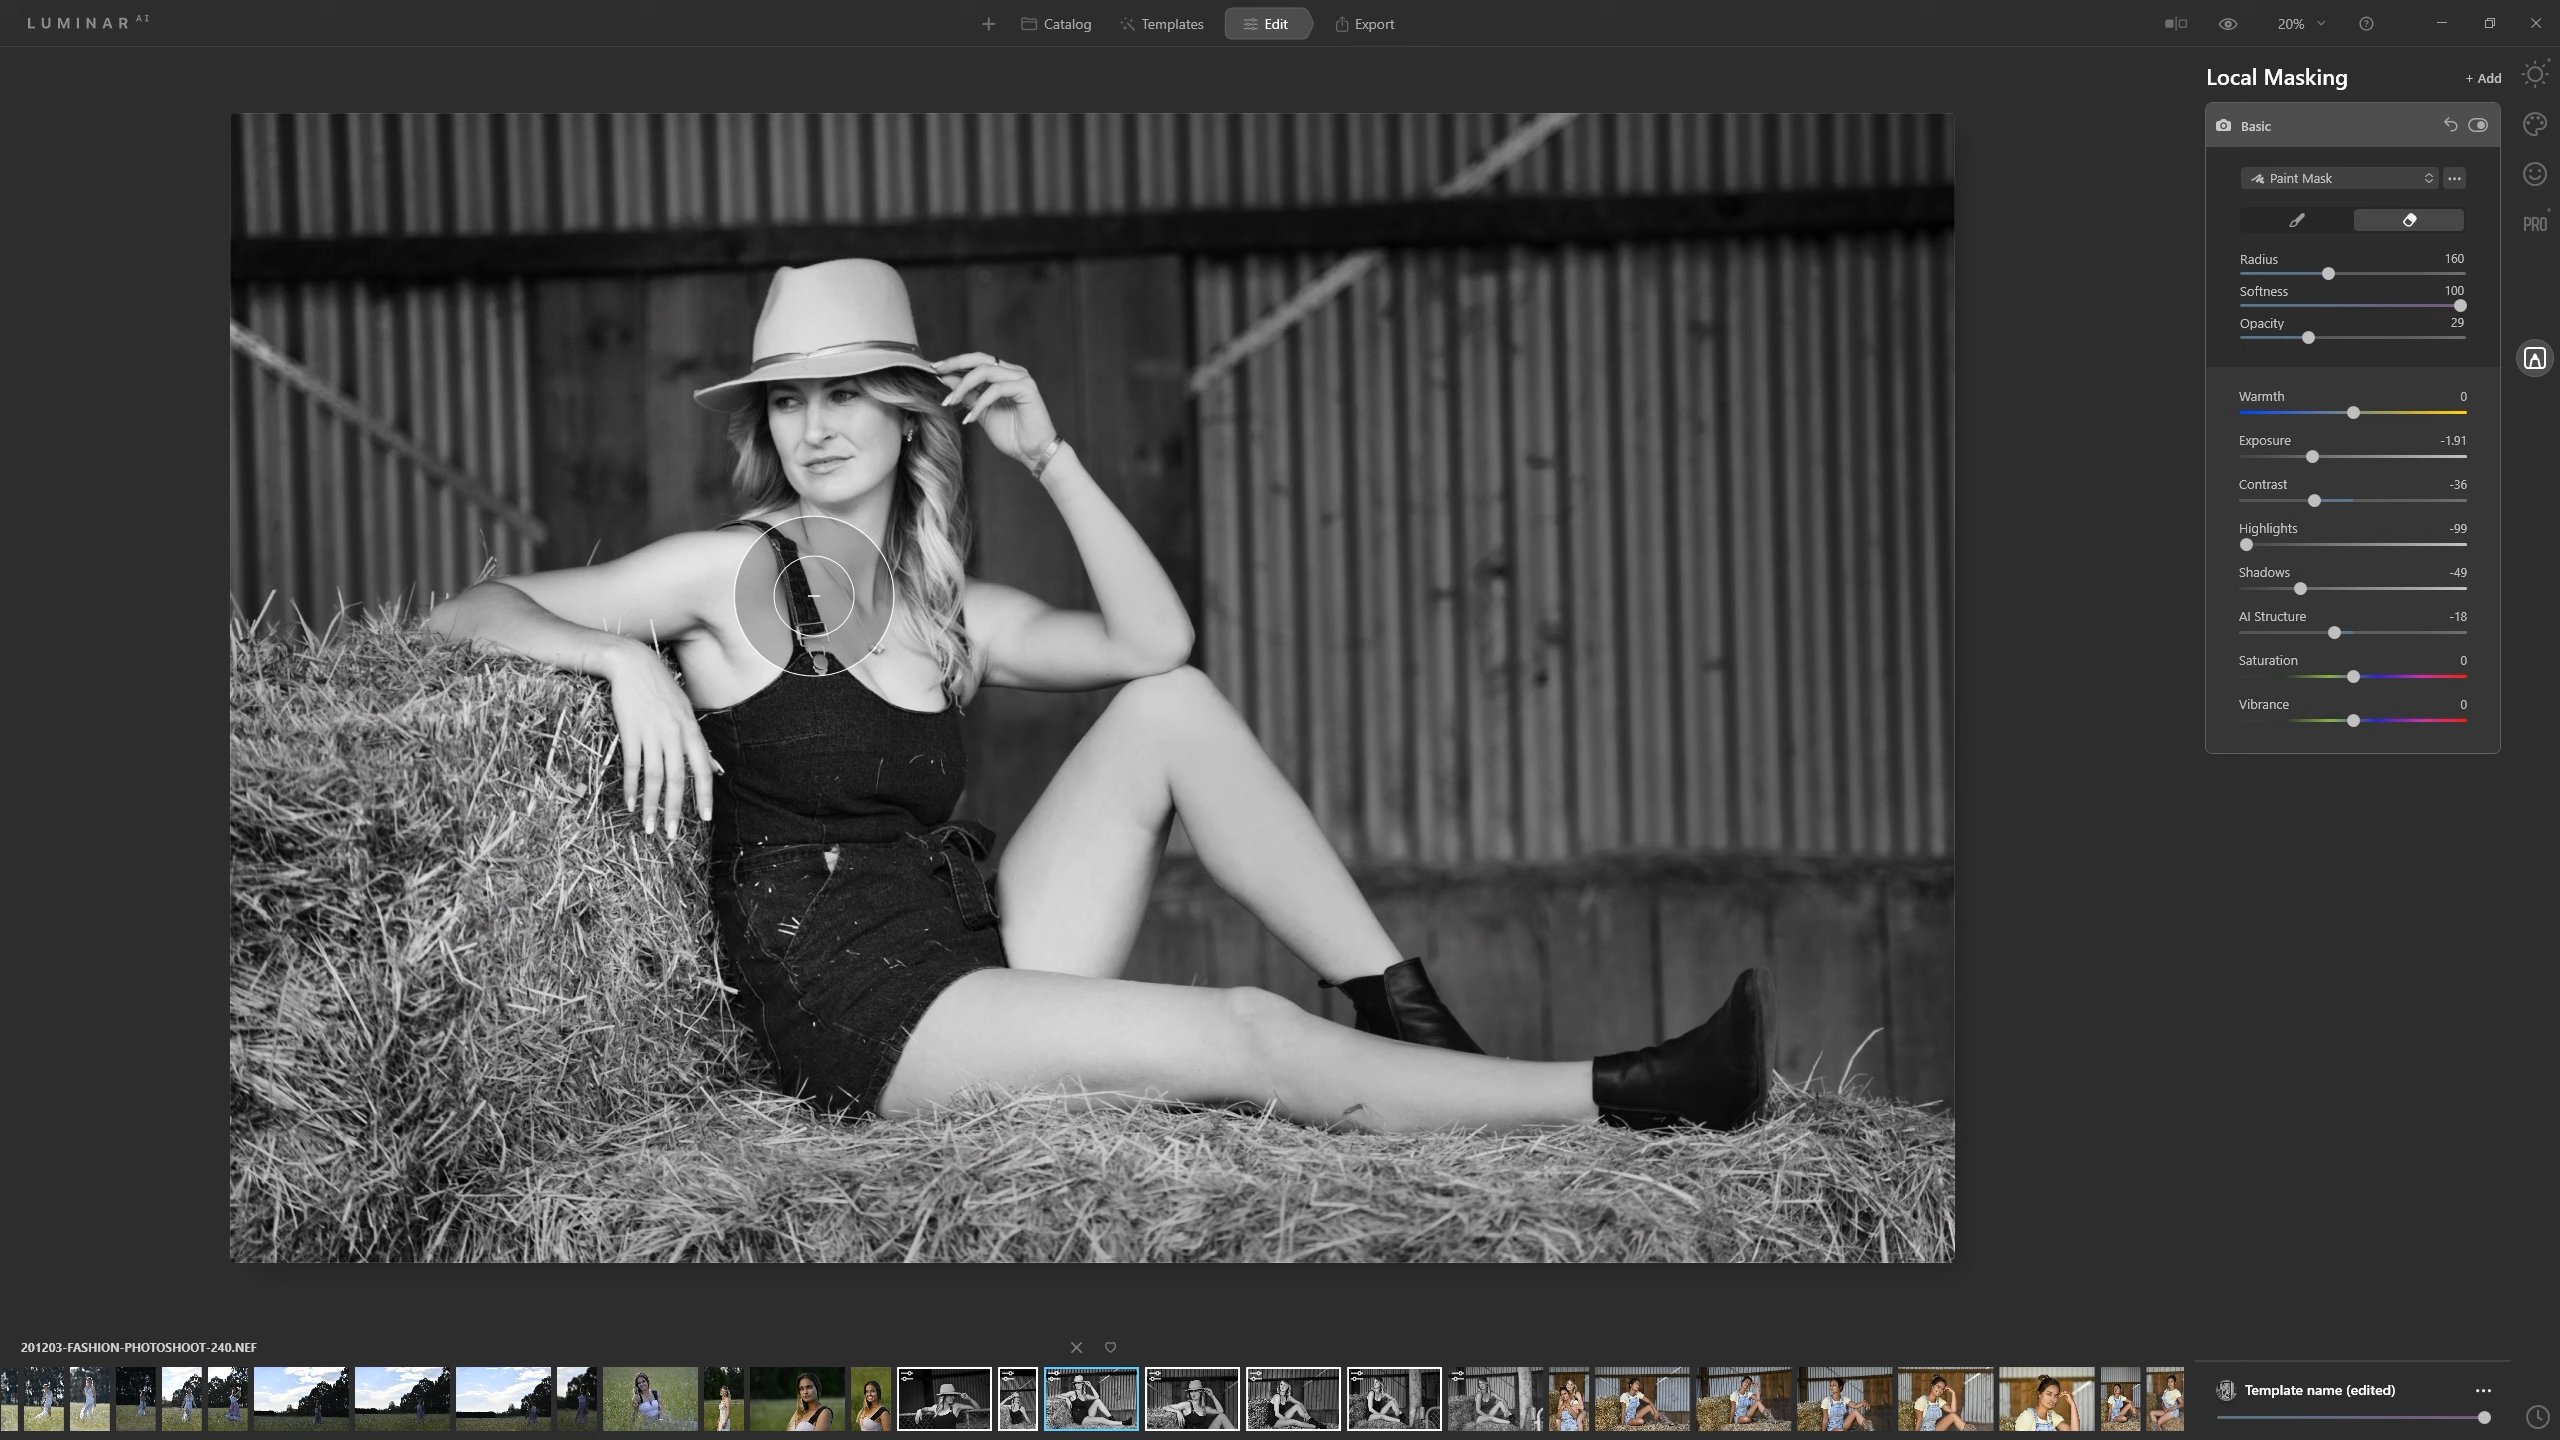 LUMINAR AI
Catalog
Templates
Edit
Export
20%
Local Masking
+ Add
Basic
Paint Mask
Radius 160
Softness 100
Opacity 29
Warmth 0
Exposure -1.91
Contrast -36
Highlights -99
Shadows -49
AI Structure -18
Saturation 0
Vibrance 0
PRO
201203-FASHION-PHOTOSHOOT-240.NEF
Template name (edited)